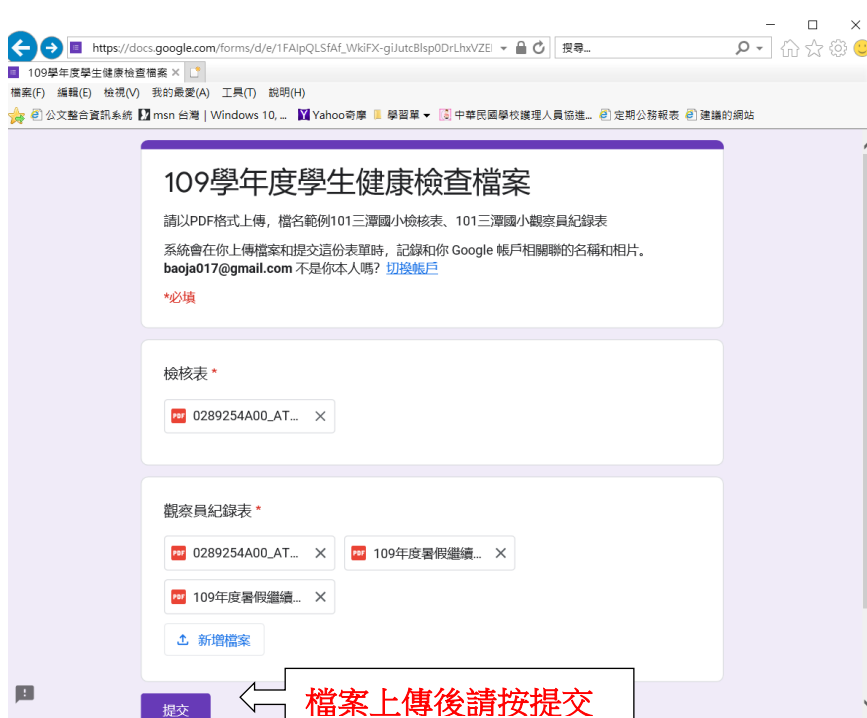 https://docs.google.com/forms/d/e/1FAIpQLSfAf_WkiFX-giJutcBlsp0DrLhxVZEl
搜尋...
109學年度學生健康檢查檔案
檔案(F) 編輯(E) 檢視(V) 我的最愛(A) 工具(T) 說明(H)
公文整合資訊系統 msn 台灣 | Windows 10, ... Yahoo奇摩 學習單 中華民國學校護理人員協進... 定期公務報表 建議的網站
109學年度學生健康檢查檔案
請以PDF格式上傳，檔名範例101三潭國小檢核表、101三潭國小觀察員紀錄表
系統會在你上傳檔案和提交這份表單時，記錄和你 Google 帳戶相關聯的名稱和相片。
baoja017@gmail.com 不是你本人嗎？ 切換帳戶
*必填
檢核表 *
PDF 0289254A00_AT...
觀察員紀錄表 *
PDF 0289254A00_AT... PDF 109年度暑假繼續...
PDF 109年度暑假繼續...
新增檔案
提交
檔案上傳後請按提交